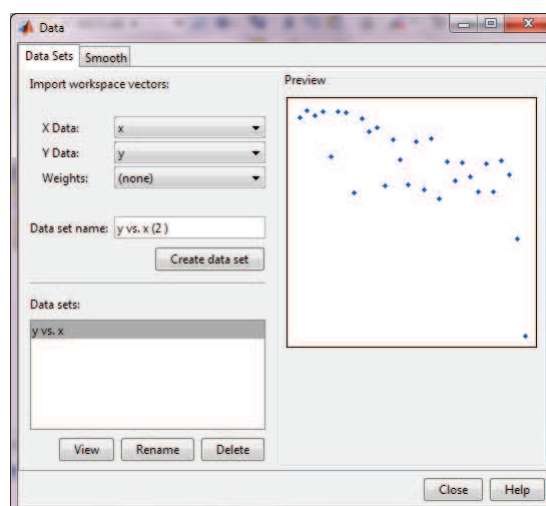 Data
Data Sets Smooth
Import workspace vectors:
Preview
X Data: x
Y Data: y
Weights: (none)
Data set name: y vs. x (2 )
Create data set
Data sets:
y vs. x
View Rename Delete
Close Help